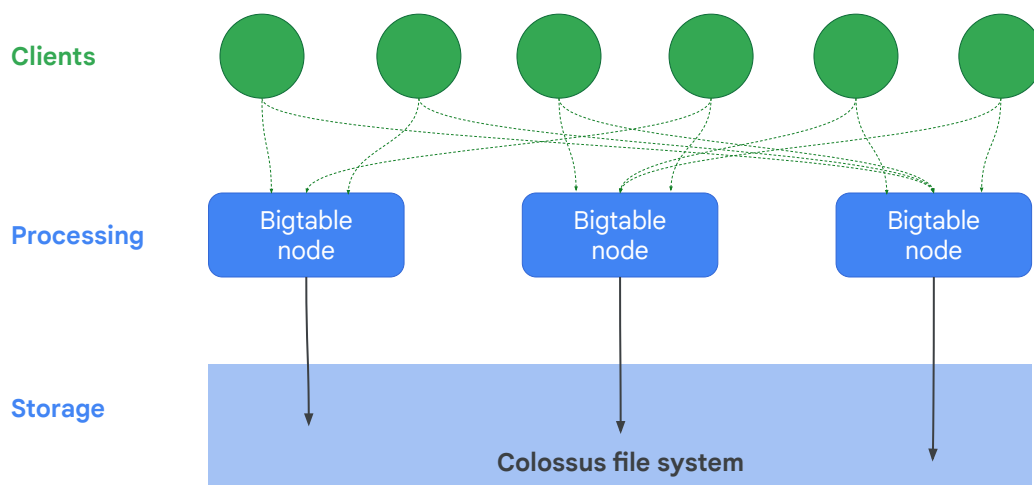 Clients
Processing
Bigtable
node
Bigtable
node
Bigtable
node
Storage
Colossus file system